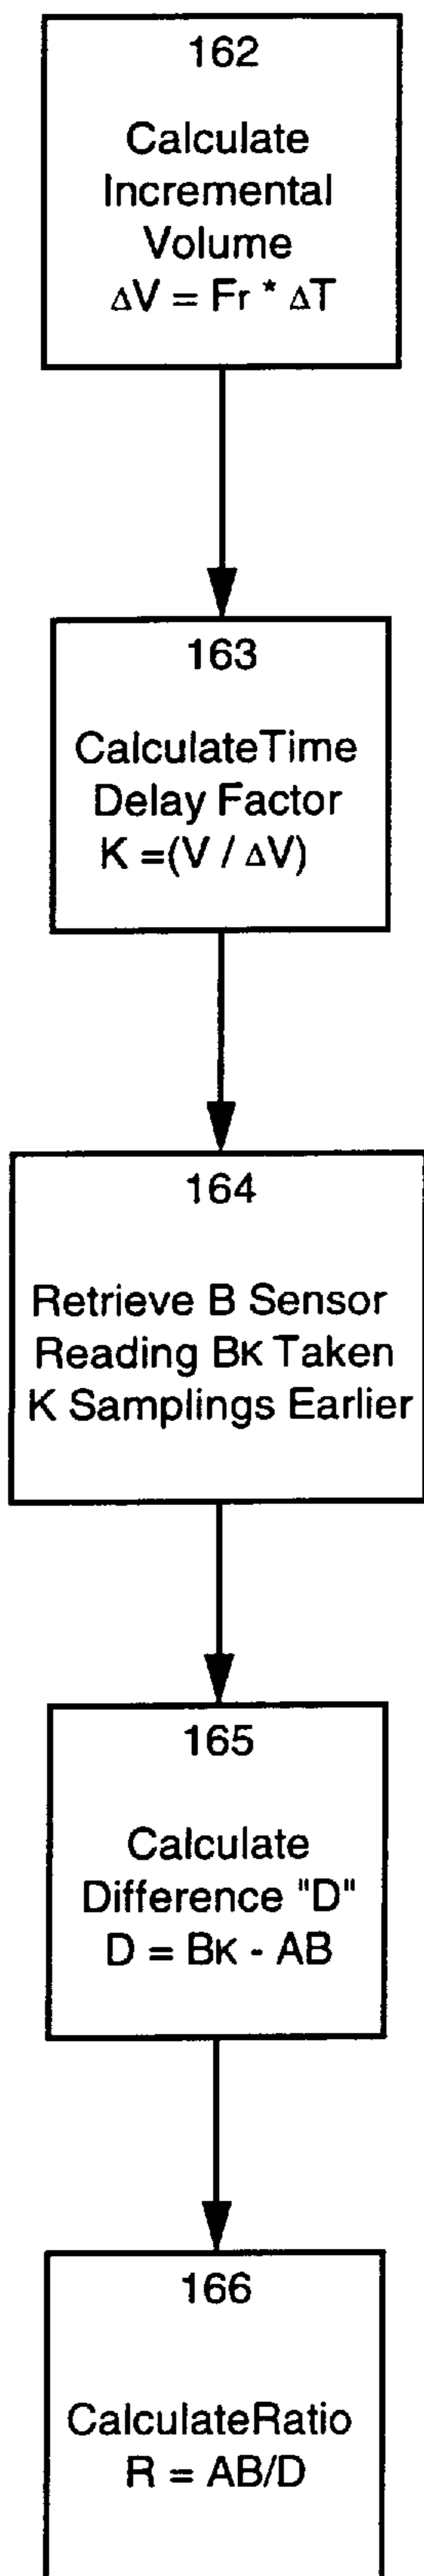 162
Calculate
Incremental
Volume
ΔV = Fr * ΔT
163
CalculateTime
Delay Factor
K =(V / ΔV)
164
Retrieve B Sensor
Reading BK Taken
K Samplings Earlier
165
Calculate
Difference "D"
D = BK - AB
166
CalculateRatio
R = AB/D